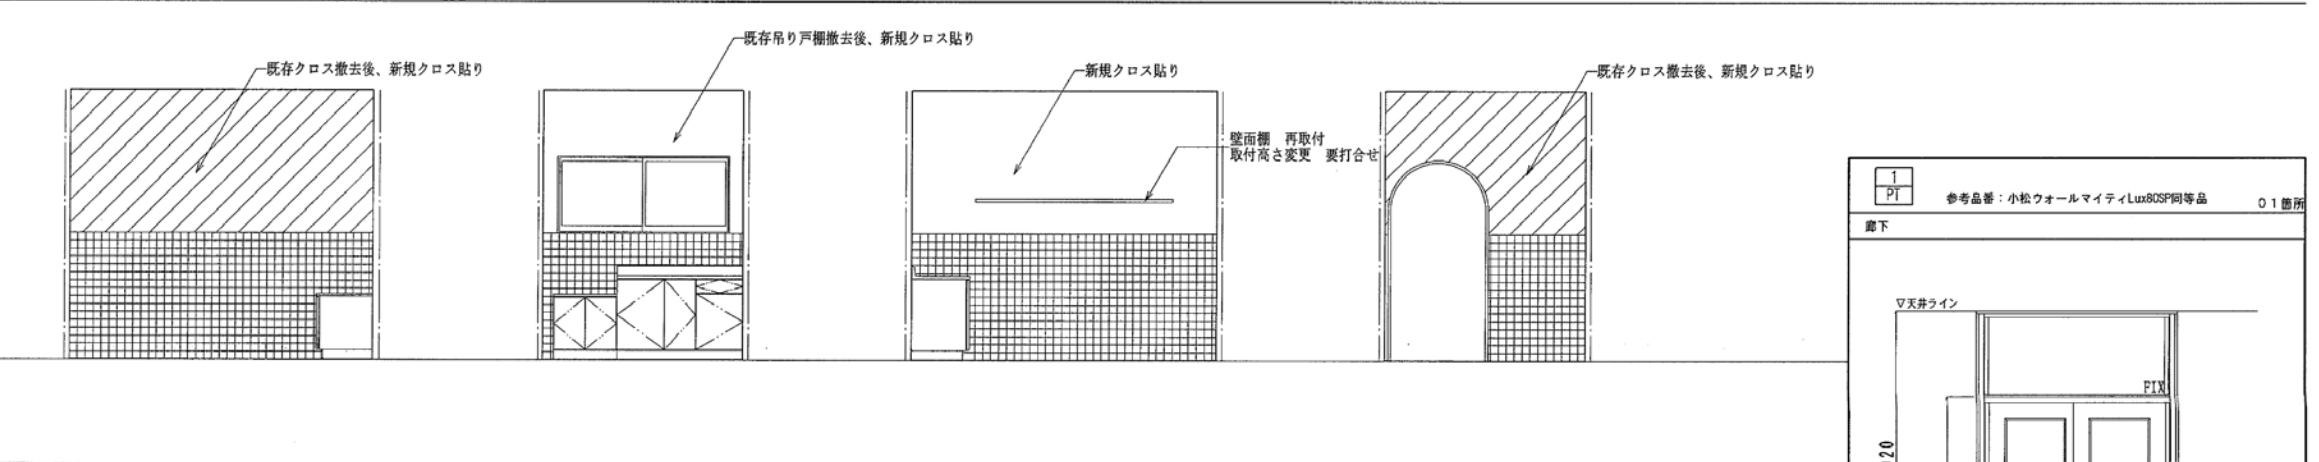 既存クロス撤去後、新規クロス貼り
既存吊り戸棚撤去後、新規クロス貼り
新規クロス貼り
壁面棚　再取付
取付高さ変更　要打合せ
既存クロス撤去後、新規クロス貼り
1
PT
参考品番：小松ウォールマイティLux80SP同等品
01箇所
廊下
▽天井ライン
FIX